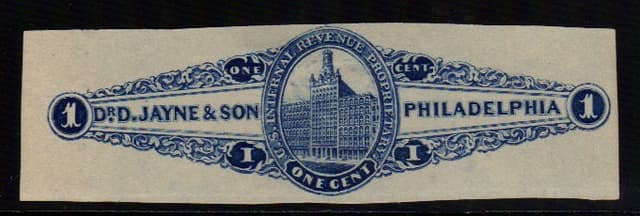 ONE CENT
U.S. INTERNAL REVENUE PROPRIETARY
1 DR D. JAYNE & SON PHILADELPHIA 1
1 1
ONE CENT